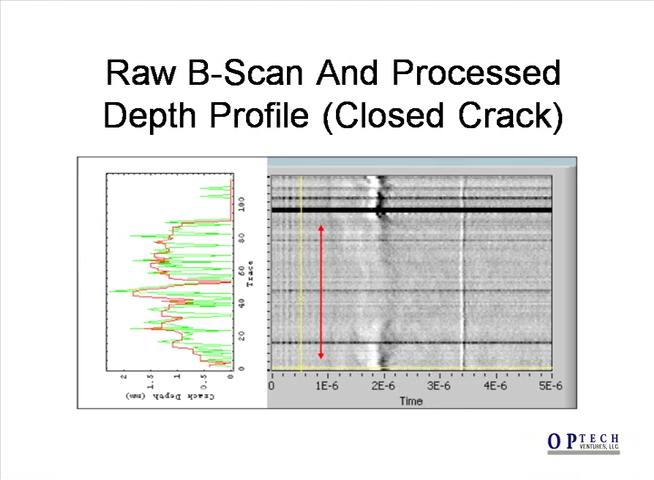 Raw B-Scan And Processed
Depth Profile (Closed Crack)
0 20 40 60 80 100
Trace
2 1.5 1 0.5 0
Crack Depth (mm)
0 1E-6 2E-6 3E-6 4E-6 5E-6
Time
OPTECH
VENTURES, LLC